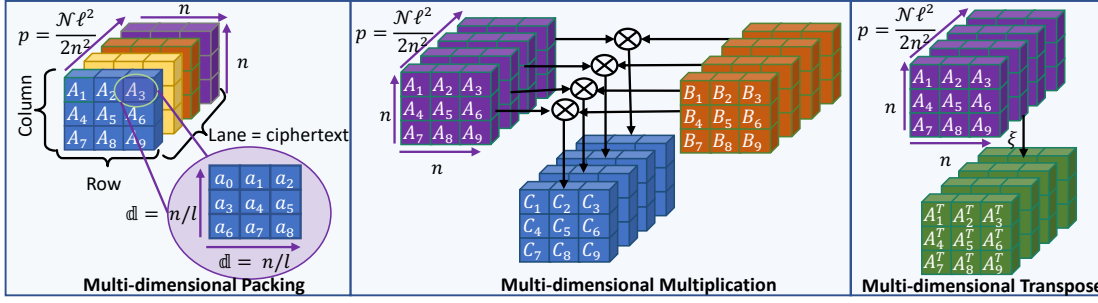 n
p = 𝒩ℓ²/2n²
n
A₁ A₂ A₃
A₄ A₅ A₆
A₇ A₈ A₉
Column
Row
Lane = ciphertext
a₀ a₁ a₂
a₃ a₄ a₅
a₆ a₇ a₈
𝕕 = n/l
𝕕 = n/l
Multi-dimensional Packing
p = 𝒩ℓ²/2n²
A₁ A₂ A₃
A₄ A₅ A₆
A₇ A₈ A₉
n
n
B₁ B₂ B₃
B₄ B₅ B₆
B₇ B₈ B₉
C₁ C₂ C₃
C₄ C₅ C₆
C₇ C₈ C₉
Multi-dimensional Multiplication
p = 𝒩ℓ²/2n²
A₁ A₂ A₃
A₄ A₅ A₆
A₇ A₈ A₉
n
n
ξ
A₁ᵀ A₂ᵀ A₃ᵀ
A₄ᵀ A₅ᵀ A₆ᵀ
A₇ᵀ A₈ᵀ A₉ᵀ
Multi-dimensional Transpose